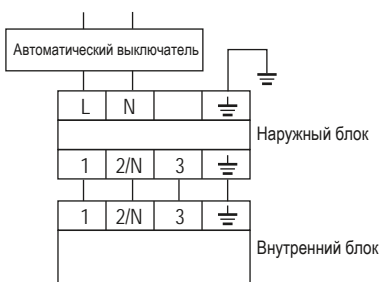 Автоматический выключатель
L N
Наружный блок
1 2/N 3
1 2/N 3
Внутренний блок